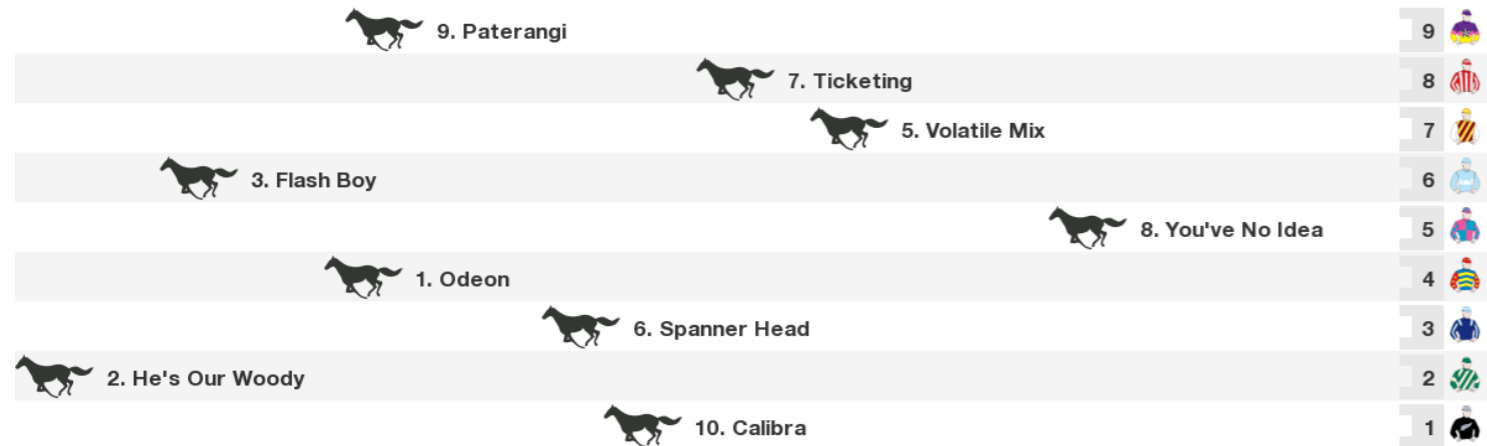 9. Paterangi 9
7. Ticketing 8
5. Volatile Mix 7
3. Flash Boy 6
8. You've No Idea 5
1. Odeon 4
6. Spanner Head 3
2. He's Our Woody 2
10. Calibra 1